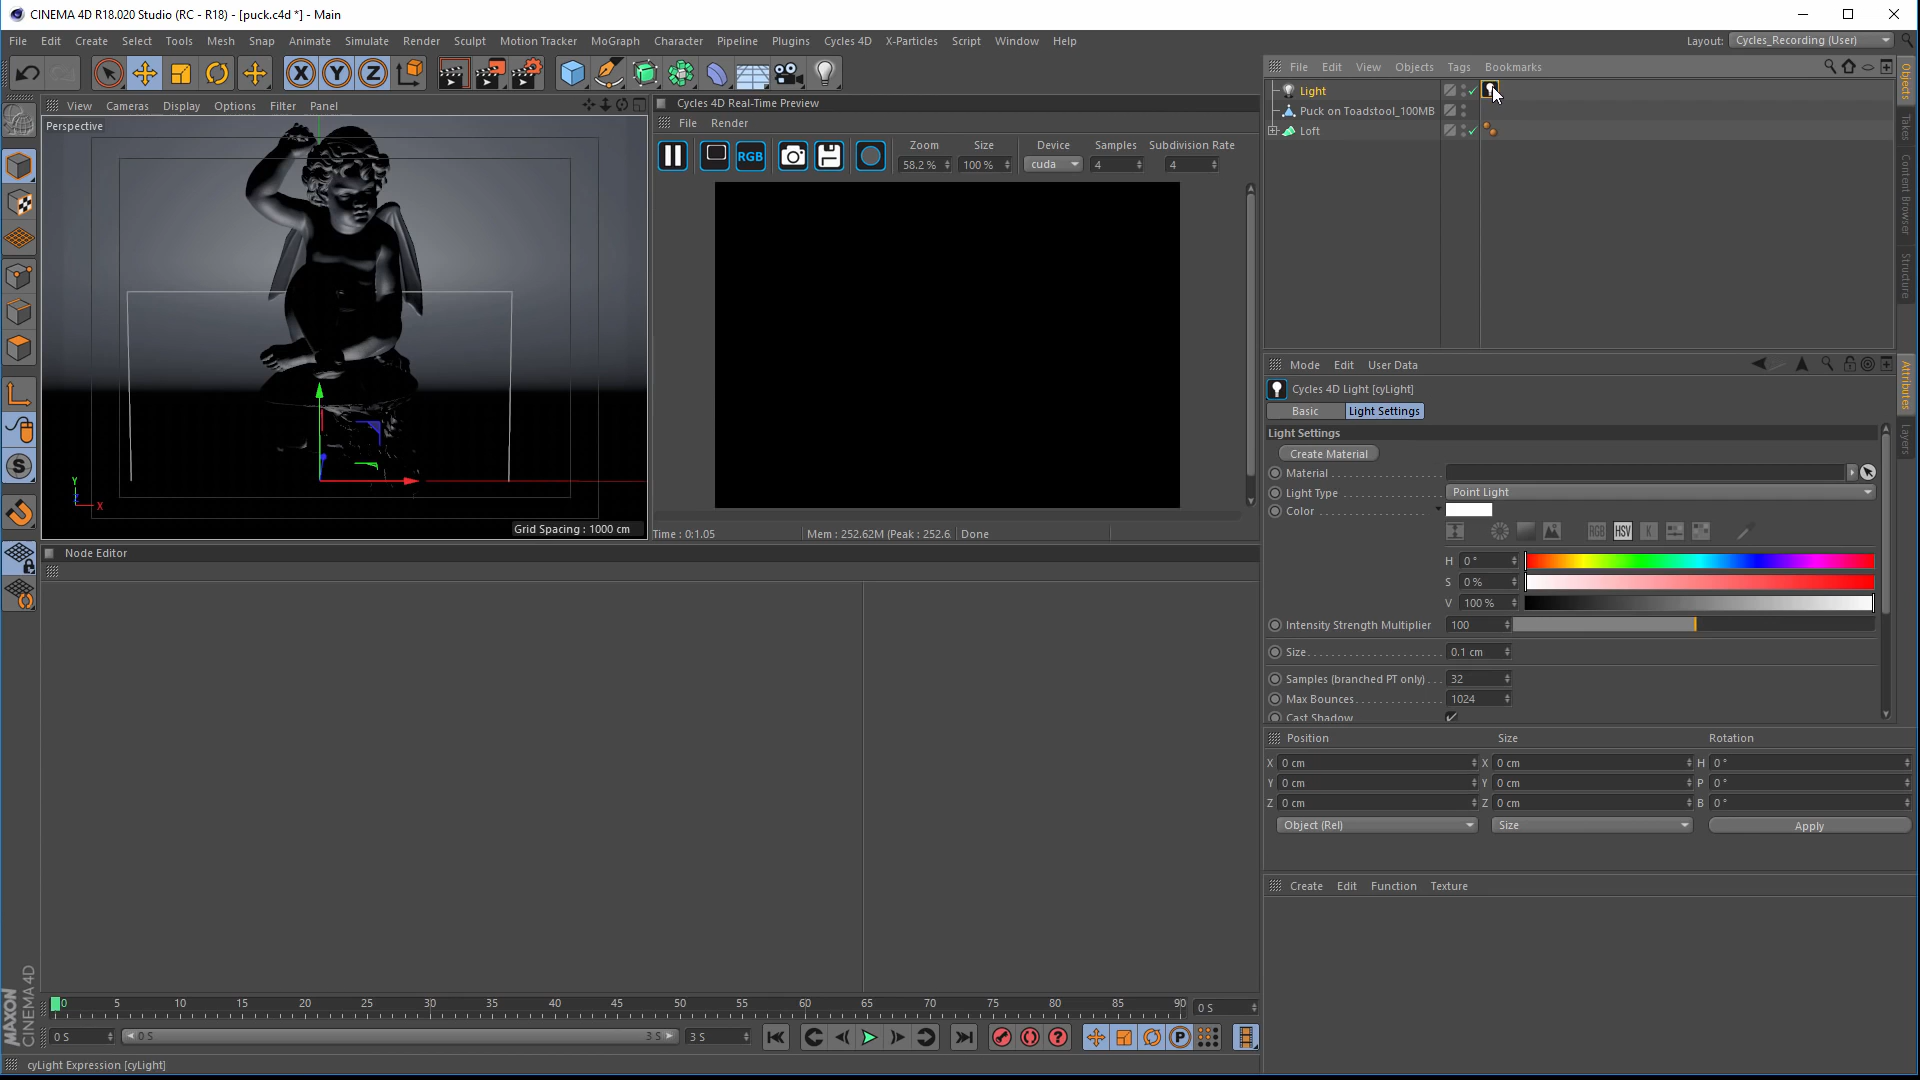 CINEMA 4D R18.020 Studio (RC - R18) - [puck.c4d *] - Main
File Edit Create Select Tools Mesh Snap Animate Simulate Render Sculpt Motion Tracker MoGraph Character Pipeline Plugins Cycles 4D X-Particles Script Window Help Layout: Cycles_Recording (User)
View Cameras Display Options Filter Panel
Perspective
Grid Spacing : 1000 cm
Y
X
Cycles 4D Real-Time Preview
File Render
Zoom Size Device Samples Subdivision Rate
RGB 58.2 % 100 % cuda 4 4
Time : 0:1.05 Mem : 252.62M (Peak : 252.6 Done
File Edit View Objects Tags Bookmarks
Light
Puck on Toadstool_100MB
Loft
Objects
Takes
Content Browser
Structure
Mode Edit User Data
Cycles 4D Light [cyLight]
Basic Light Settings
Light Settings
Create Material
Material
Light Type Point Light
Color
RGB HSV K
H 0 °
S 0 %
V 100 %
Intensity Strength Multiplier 100
Size 0.1 cm
Samples (branched PT only) 32
Max Bounces 1024
Cast Shadow
Attributes
Layers
Position Size Rotation
X 0 cm X 0 cm H 0 °
Y 0 cm Y 0 cm P 0 °
Z 0 cm Z 0 cm B 0 °
Object (Rel) Size Apply
Create Edit Function Texture
Node Editor
0 5 10 15 20 25 30 35 40 45 50 55 60 65 70 75 80 85 90 0 S
0 S 0 S 3 S 3 S
MAXON
CINEMA 4D
cyLight Expression [cyLight]